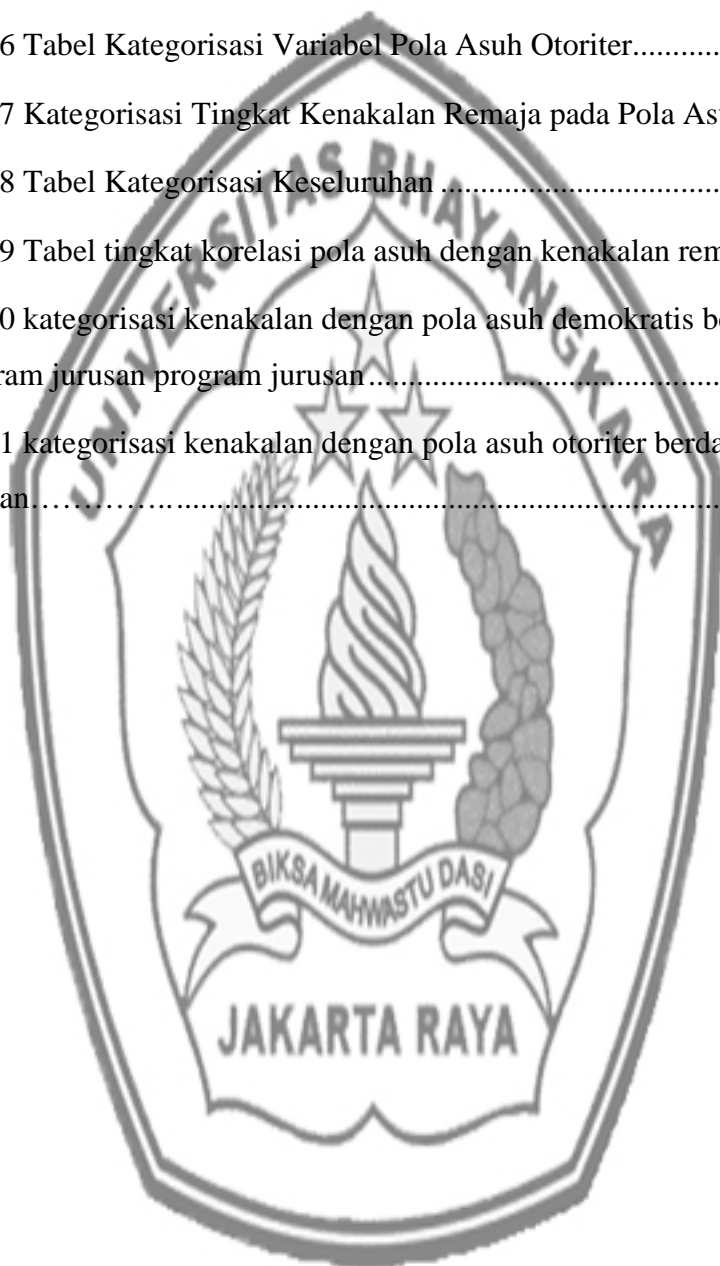 6 Tabel Kategorisasi Variabel Pola Asuh Otoriter............
7 Kategorisasi Tingkat Kenakalan Remaja pada Pola As
8 Tabel Kategorisasi Keseluruhan ....................................
9 Tabel tingkat korelasi pola asuh dengan kenakalan rem
0 kategorisasi kenakalan dengan pola asuh demokratis be
ram jurusan program jurusan.............................................
1 kategorisasi kenakalan dengan pola asuh otoriter berda
an…………......................................................................
UNIVERSITAS BHAYANGKARA
BIKSA MAHWASTU DASI
JAKARTA RAYA